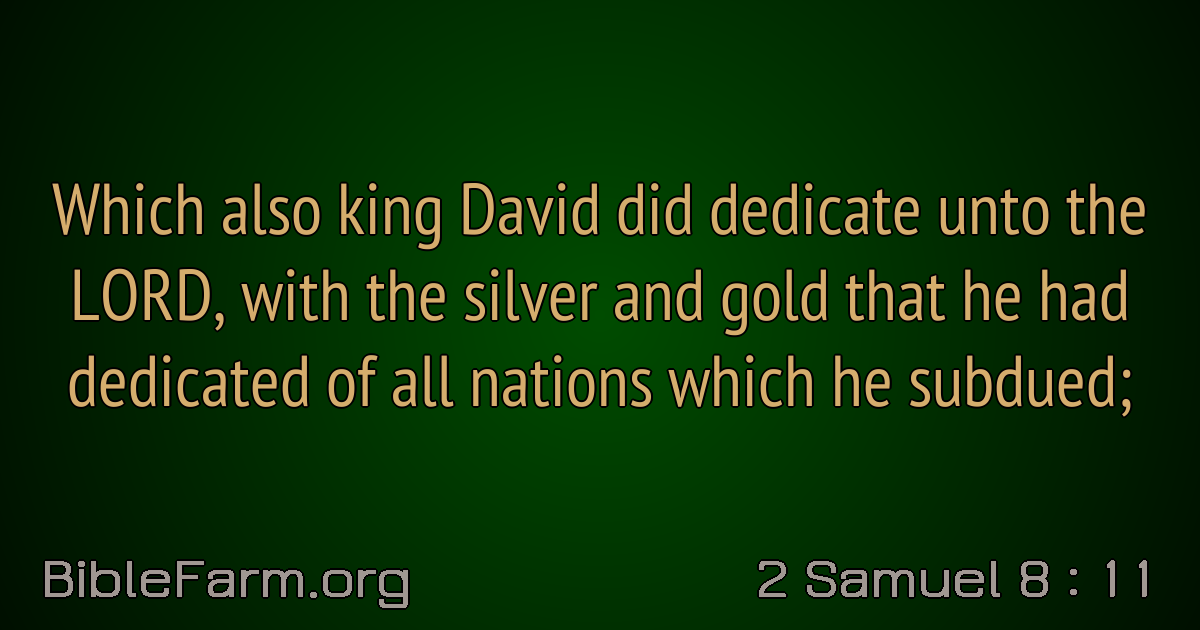 Which also king David did dedicate unto the
LORD, with the silver and gold that he had
dedicated of all nations which he subdued;
BibleFarm.org
2 Samuel 8 : 11